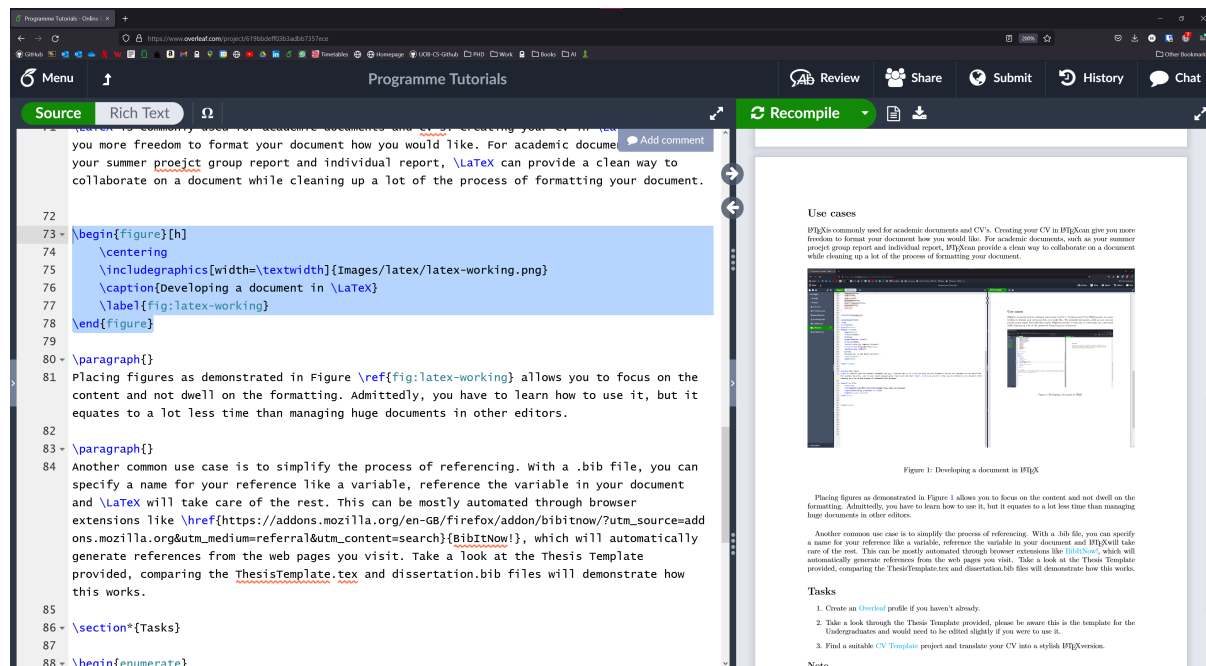 Programme Tutorials - Online
https://www.overleaf.com/project/619bbdeff03b3adbb7357ece
200%
GitHub
Timetables
Homepage
UOB-CS-Github
PHD
Work
Books
AI
Other Bookmarks
Menu
Programme Tutorials
Review
Share
Submit
History
Chat
Source
Rich Text
Ω
Recompile
Add comment
71 \LaTeX is commonly used for academic documents and CV's. Creating your CV in
you more freedom to format your document how you would like. For academic docume
your summer proejct group report and individual report, \LaTeX can provide a clean way to
collaborate on a document while cleaning up a lot of the process of formatting your document.
72
73 \begin{figure}[h]
74 \centering
75 \includegraphics[width=\textwidth]{Images/latex/latex-working.png}
76 \caption{Developing a document in \LaTeX}
77 \label{fig:latex-working}
78 \end{figure}
79
80 \paragraph{}
81 Placing figures as demonstrated in Figure \ref{fig:latex-working} allows you to focus on the
content and not dwell on the formatting. Admittedly, you have to learn how to use it, but it
equates to a lot less time than managing huge documents in other editors.
82
83 \paragraph{}
84 Another common use case is to simplify the process of referencing. With a .bib file, you can
specify a name for your reference like a variable, reference the variable in your document
and \LaTeX will take care of the rest. This can be mostly automated through browser
extensions like \href{https://addons.mozilla.org/en-GB/firefox/addon/bibitnow/?utm_source=add
ons.mozilla.org&utm_medium=referral&utm_content=search}{BibItNow!}, which will automatically
generate references from the web pages you visit. Take a look at the Thesis Template
provided, comparing the ThesisTemplate.tex and dissertation.bib files will demonstrate how
this works.
85
86 \section*{Tasks}
87
88 \begin{enumerate}
Use cases
LATEXis commonly used for academic documents and CV's. Creating your CV in LATEXcan give you more
freedom to format your document how you would like. For academic documents, such as your summer
proejct group report and individual report, LATEXcan provide a clean way to collaborate on a document
while cleaning up a lot of the process of formatting your document.
Figure 1: Developing a document in LATEX
Placing figures as demonstrated in Figure 1 allows you to focus on the content and not dwell on the
formatting. Admittedly, you have to learn how to use it, but it equates to a lot less time than managing
huge documents in other editors.
Another common use case is to simplify the process of referencing. With a .bib file, you can specify
a name for your reference like a variable, reference the variable in your document and LATEXwill take
care of the rest. This can be mostly automated through browser extensions like BibItNow!, which will
automatically generate references from the web pages you visit. Take a look at the Thesis Template
provided, comparing the ThesisTemplate.tex and dissertation.bib files will demonstrate how this works.
Tasks
1. Create an Overleaf profile if you haven't already.
2. Take a look through the Thesis Template provided, please be aware this is the template for the
Undergraduates and would need to be edited slightly if you were to use it.
3. Find a suitable CV Template project and translate your CV into a stylish LATEXversion.
Note